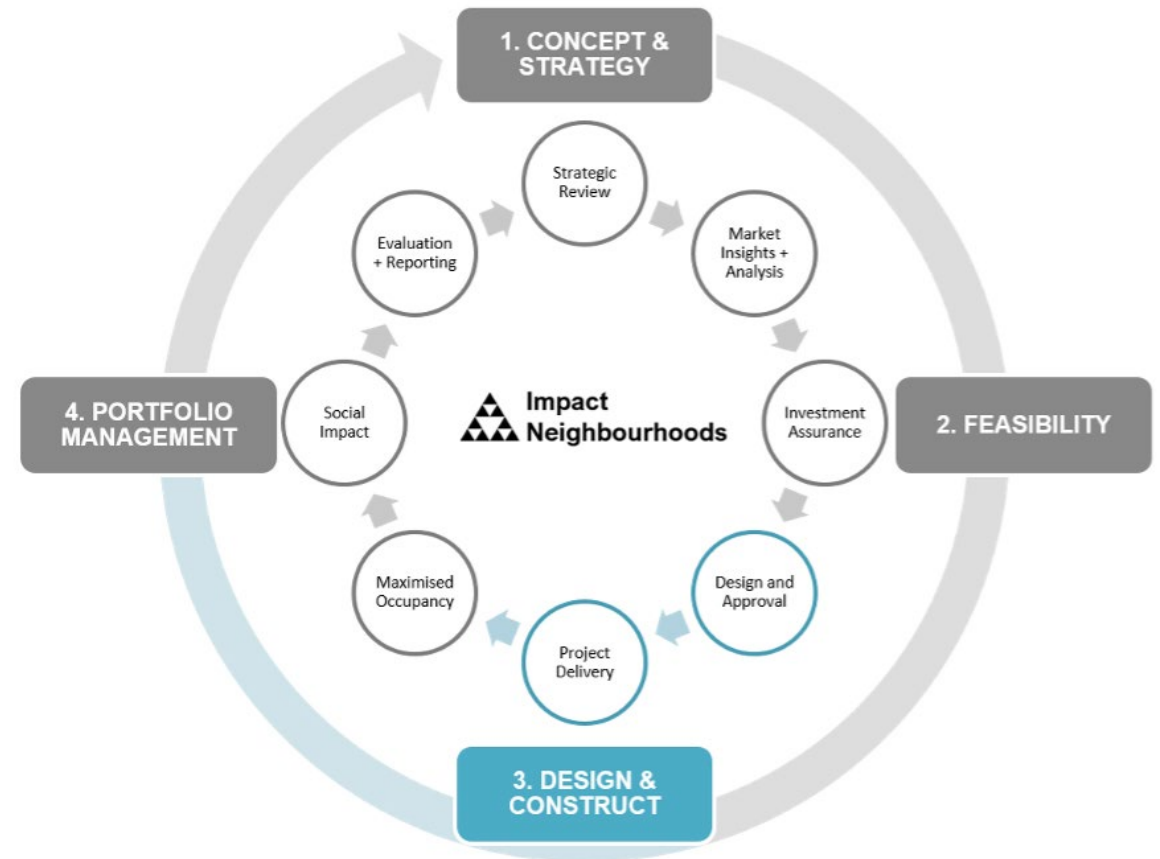 1. CONCEPT &
STRATEGY
Strategic
Review
Market
Insights +
Analysis
Evaluation
+ Reporting
4. PORTFOLIO
MANAGEMENT
Social
Impact
Impact
Neighbourhoods
Investment
Assurance
2. FEASIBILITY
Maximised
Occupancy
Design and
Approval
Project
Delivery
3. DESIGN &
CONSTRUCT